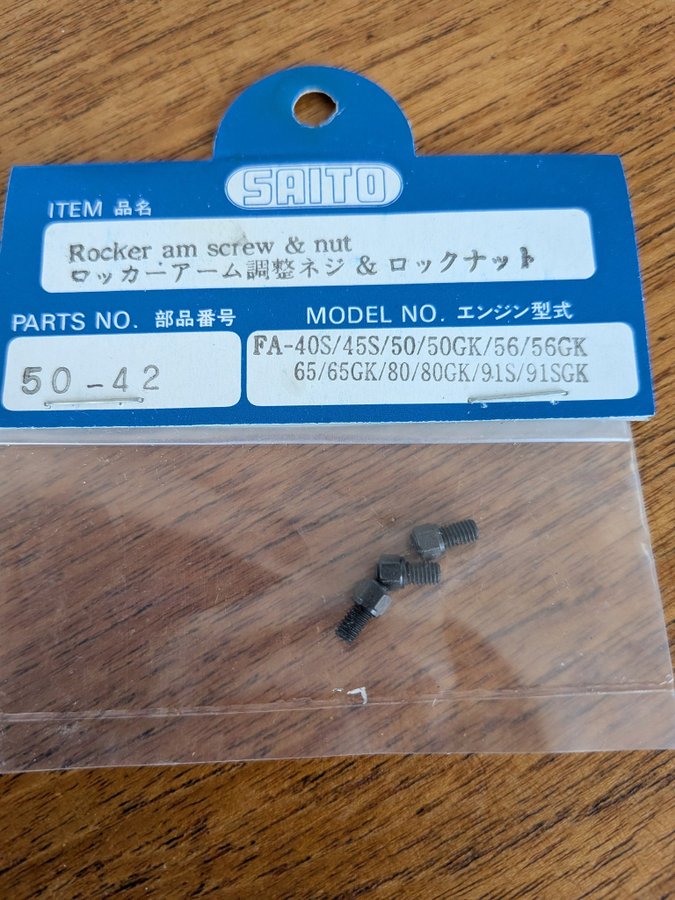 SAITO
ITEM 品名
Rocker am screw & nut
ロッカーアーム調整ネジ & ロックナット
PARTS NO. 部品番号
50-42
MODEL NO. エンジン型式
FA-40S/45S/50/50GK/56/56GK
65/65GK/80/80GK/91S/91SGK